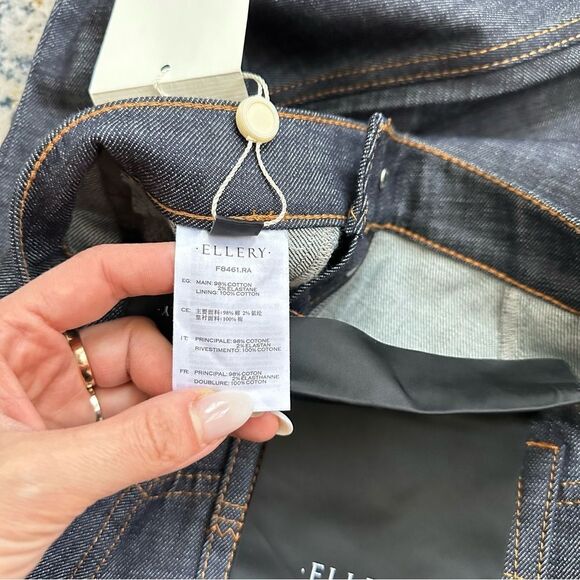 ·ELLERY·
F8461.RA
EG: MAIN: 98% COTTON
2% ELASTANE
LINING: 100% COTTON
CE: 主要面料:98% 棉 2% 氨纶
里衬面料:100% 棉
IT: PRINCIPALE: 98% COTONE
2% ELASTAN
RIVESTIMENTO: 100% COTONE
FR: PRINCIPAL: 98% COTON
2% ELASTHANNE
DOUBLURE: 100% COTON
·ELLERY